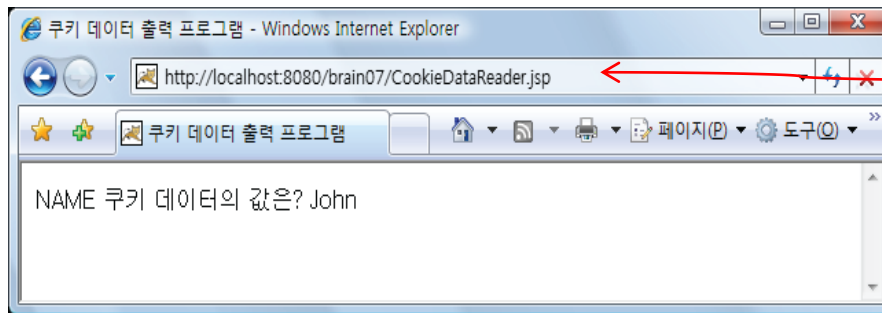 쿠키 데이터 출력 프로그램 - Windows Internet Explorer
http://localhost:8080/brain07/CookieDataReader.jsp
쿠키 데이터 출력 프로그램
페이지(P)
도구(O)
»
NAME 쿠키 데이터의 값은? John